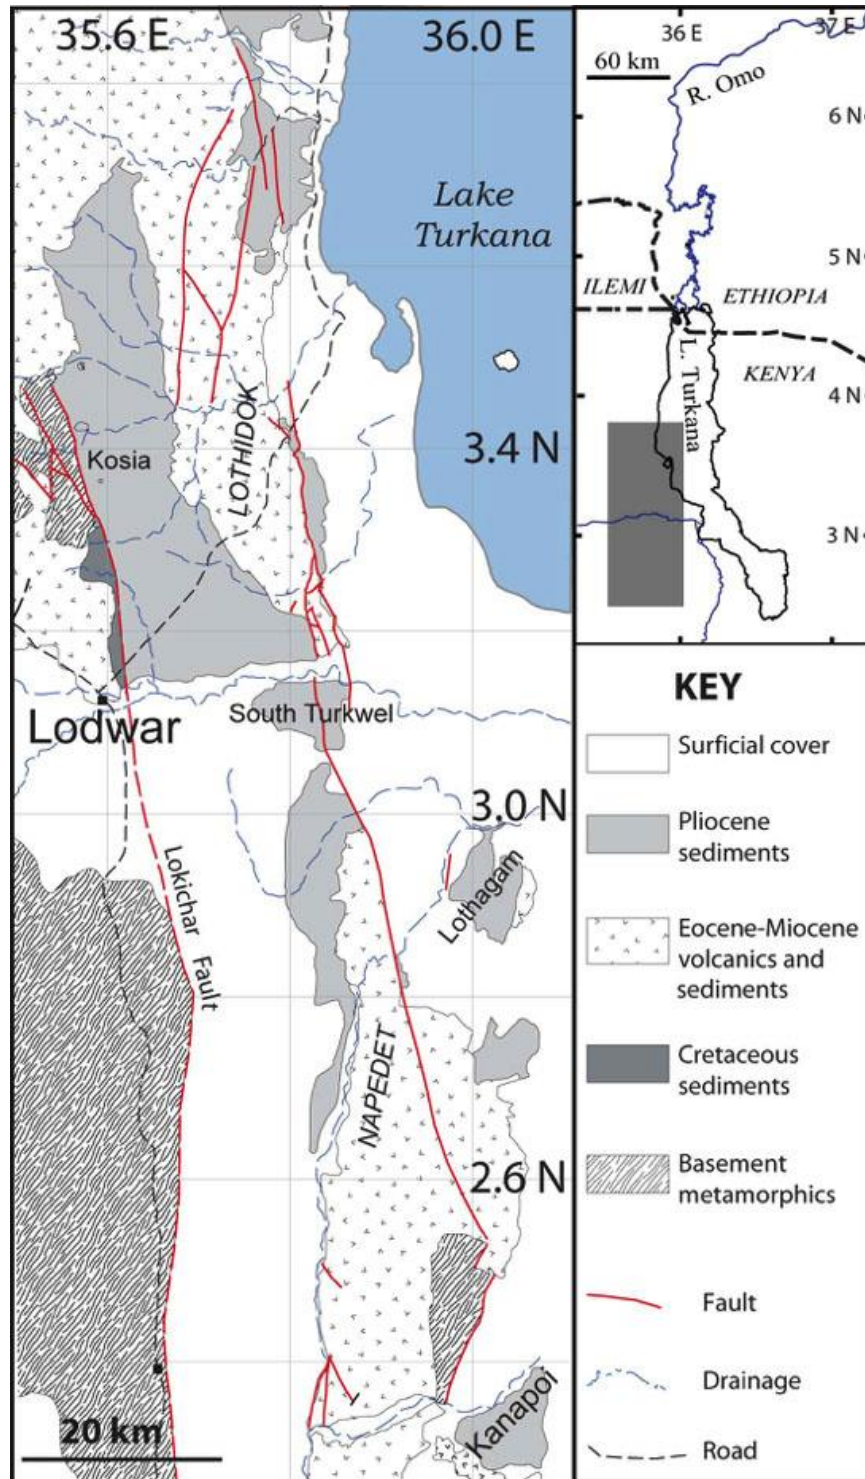 35.6 E
36.0 E
Lake
Turkana
3.4 N
Kosia
LOTHIDOK
Lodwar
South Turkwel
3.0 N
Lokichar Fault
Lothagam
NAPEDET
2.6 N
Kanapoi
20 km
36 E
37 E
60 km
R. Omo
6 N
5 N
ILEMI
ETHIOPIA
L. Turkana
KENYA
4 N
3 N
KEY
Surficial cover
Pliocene
sediments
Eocene-Miocene
volcanics and
sediments
Cretaceous
sediments
Basement
metamorphics
Fault
Drainage
Road